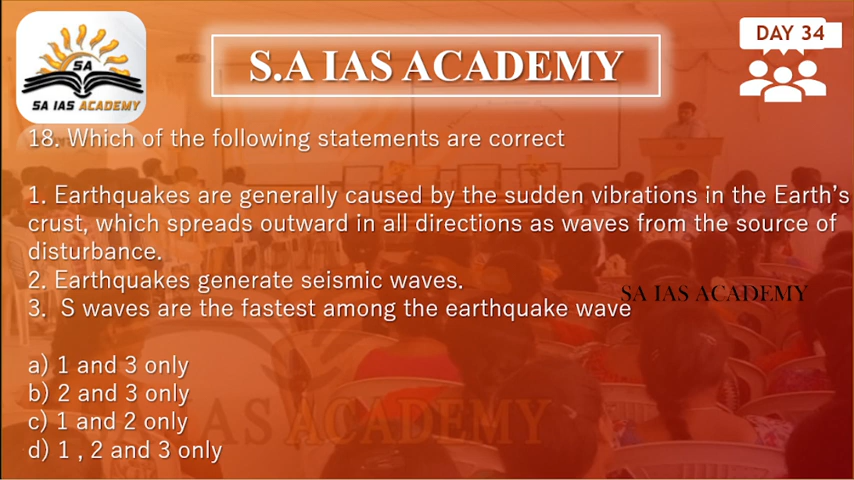 SA
SA IAS ACADEMY
S.A IAS ACADEMY
DAY 34
18. Which of the following statements are correct
1. Earthquakes are generally caused by the sudden vibrations in the Earth's
crust, which spreads outward in all directions as waves from the source of
disturbance.
2. Earthquakes generate seismic waves.
SA IAS ACADEMY
3. S waves are the fastest among the earthquake wave
a) 1 and 3 only
b) 2 and 3 only
c) 1 and 2 only
d) 1 , 2 and 3 only
AS ACADEMY